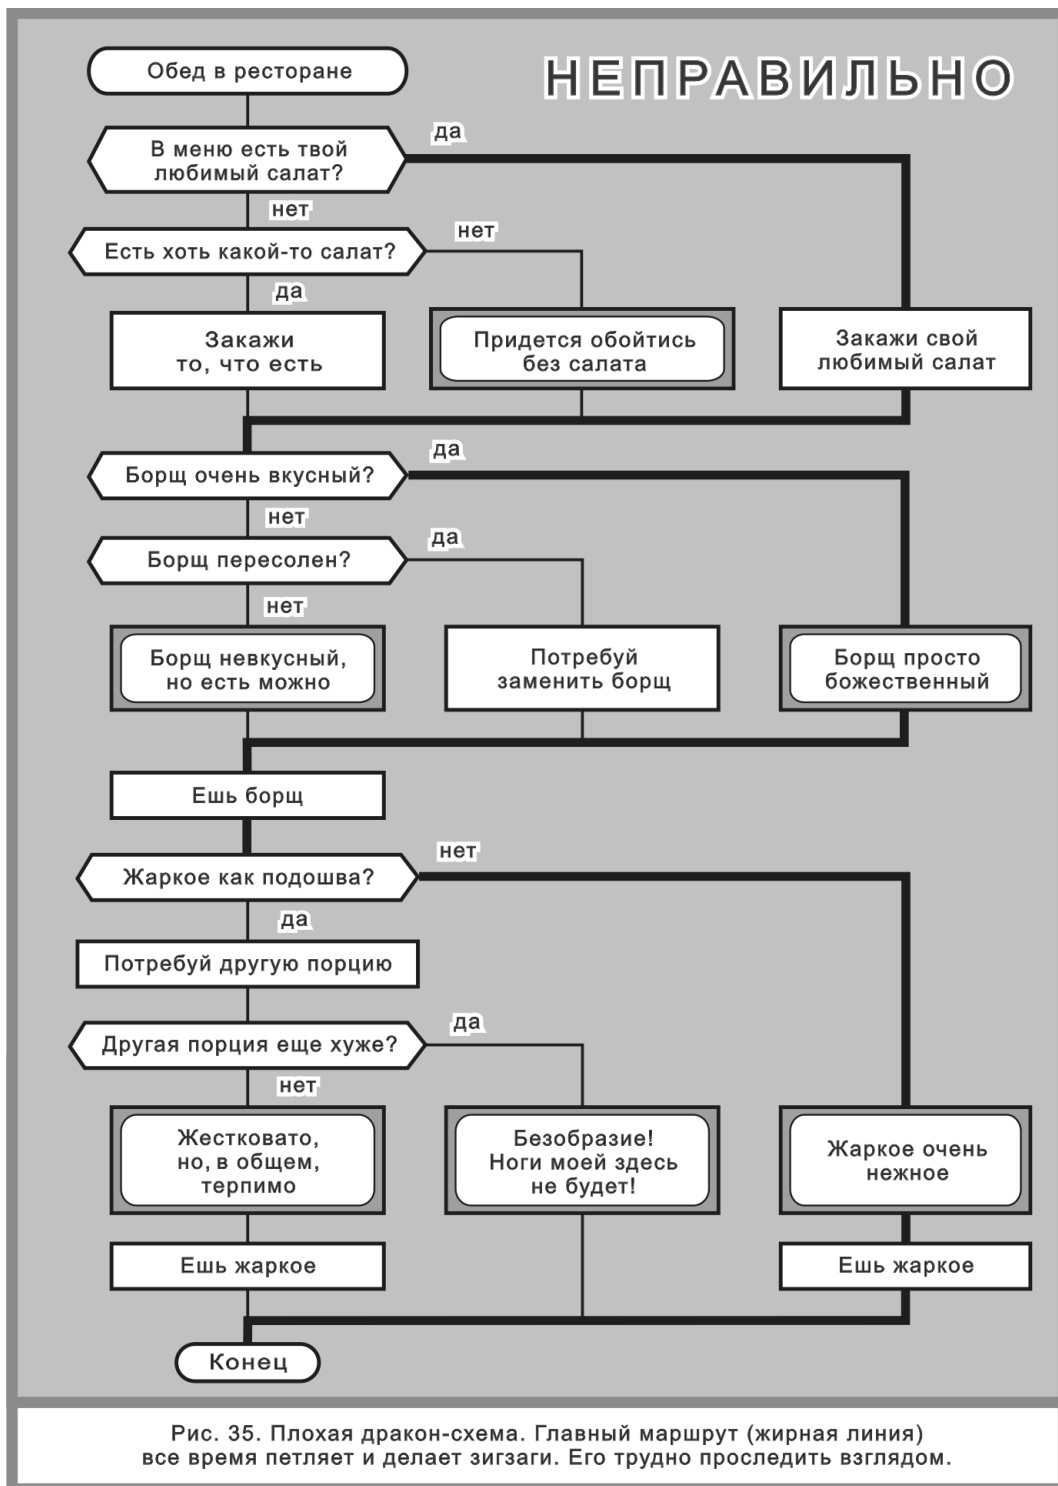 Обед в ресторане
НЕПРАВИЛЬНО
В меню есть твой
любимый салат?
да
нет
Есть хоть какой-то салат?
нет
да
Закажи
то, что есть
Придется обойтись
без салата
Закажи свой
любимый салат
Борщ очень вкусный?
да
нет
Борщ пересолен?
да
нет
Борщ невкусный,
но есть можно
Потребуй
заменить борщ
Борщ просто
божественный
Ешь борщ
Жаркое как подошва?
нет
да
Потребуй другую порцию
Другая порция еще хуже?
да
нет
Жестковато,
но, в общем,
терпимо
Безобразие!
Ноги моей здесь
не будет!
Жаркое очень
нежное
Ешь жаркое
Ешь жаркое
Конец
Рис. 35. Плохая дракон-схема. Главный маршрут (жирная линия)
все время петляет и делает зигзаги. Его трудно проследить взглядом.